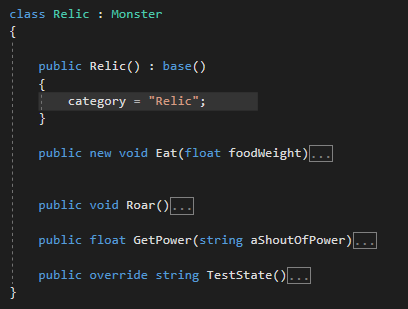 class Relic : Monster
{
public Relic() : base()
{
category = "Relic";
}
public new void Eat(float foodWeight)...
public void Roar()...
public float GetPower(string aShoutOfPower)...
public override string TestState()...
}